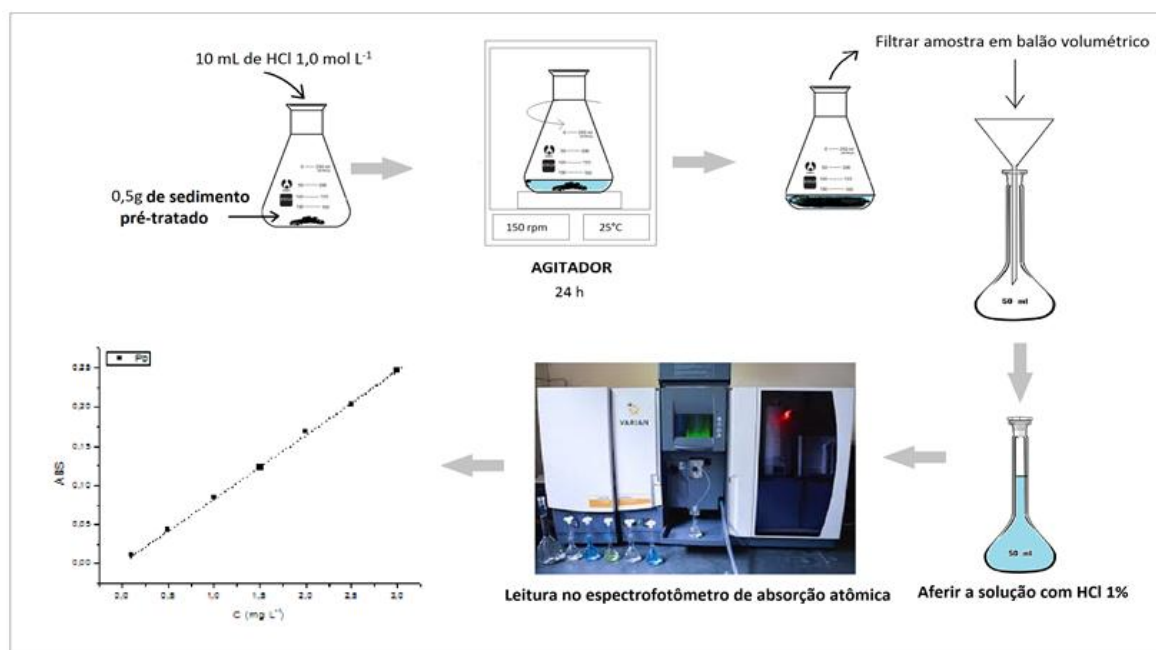 10 mL de HCl 1,0 mol L⁻¹
0,5g de sedimento
pré-tratado
150 rpm
25°C
AGITADOR
24 h
Filtrar amostra em balão volumétrico
50 ml
50 ml
Aferir a solução com HCl 1%
VARIAN
Leitura no espectrofotômetro de absorção atômica
ABS
0,25
0,20
0,15
0,10
0,05
0,00
0,0 0,5 1,0 1,5 2,0 2,5 3,0
C (mg L⁻¹)